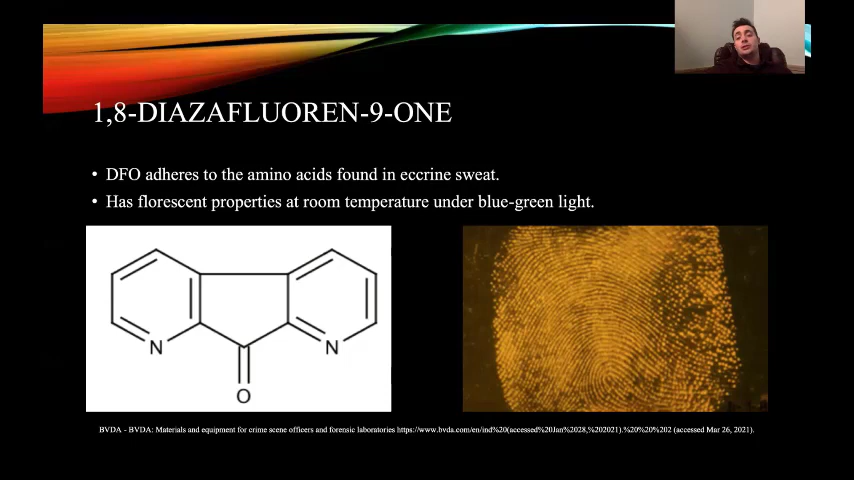 1,8-DIAZAFLUOREN-9-ONE
• DFO adheres to the amino acids found in eccrine sweat.
• Has florescent properties at room temperature under blue-green light.
N
N
O
BVDA - BVDA: Materials and equipment for crime scene officers and forensic laboratories https://www.bvda.com/en/ind%20(accessed%20Jan%2028,%202021).%20%20%202 (accessed Mar 26, 2021).